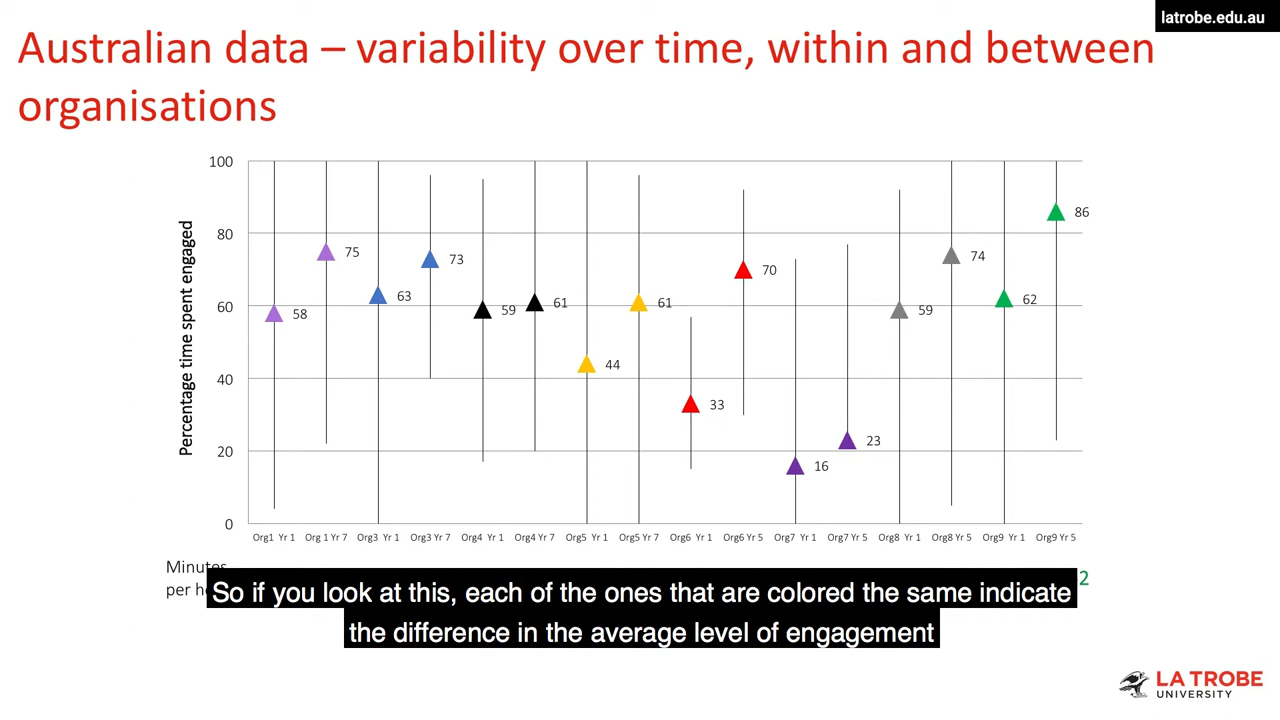 latrobe.edu.au
Australian data – variability over time, within and between
organisations
Percentage time spent engaged
100
80
60
40
20
0
58
75
63
73
59
61
44
61
33
70
16
23
59
74
62
86
Org1 Yr 1
Org 1 Yr 7
Org3 Yr 1
Org3 Yr 7
Org4 Yr 1
Org4 Yr 7
Org5 Yr 1
Org5 Yr 7
Org6 Yr 1
Org6 Yr 5
Org7 Yr 1
Org7 Yr 5
Org8 Yr 1
Org8 Yr 5
Org9 Yr 1
Org9 Yr 5
Minutes
per
2
So if you look at this, each of the ones that are colored the same indicate
the difference in the average level of engagement
LA TROBE
UNIVERSITY